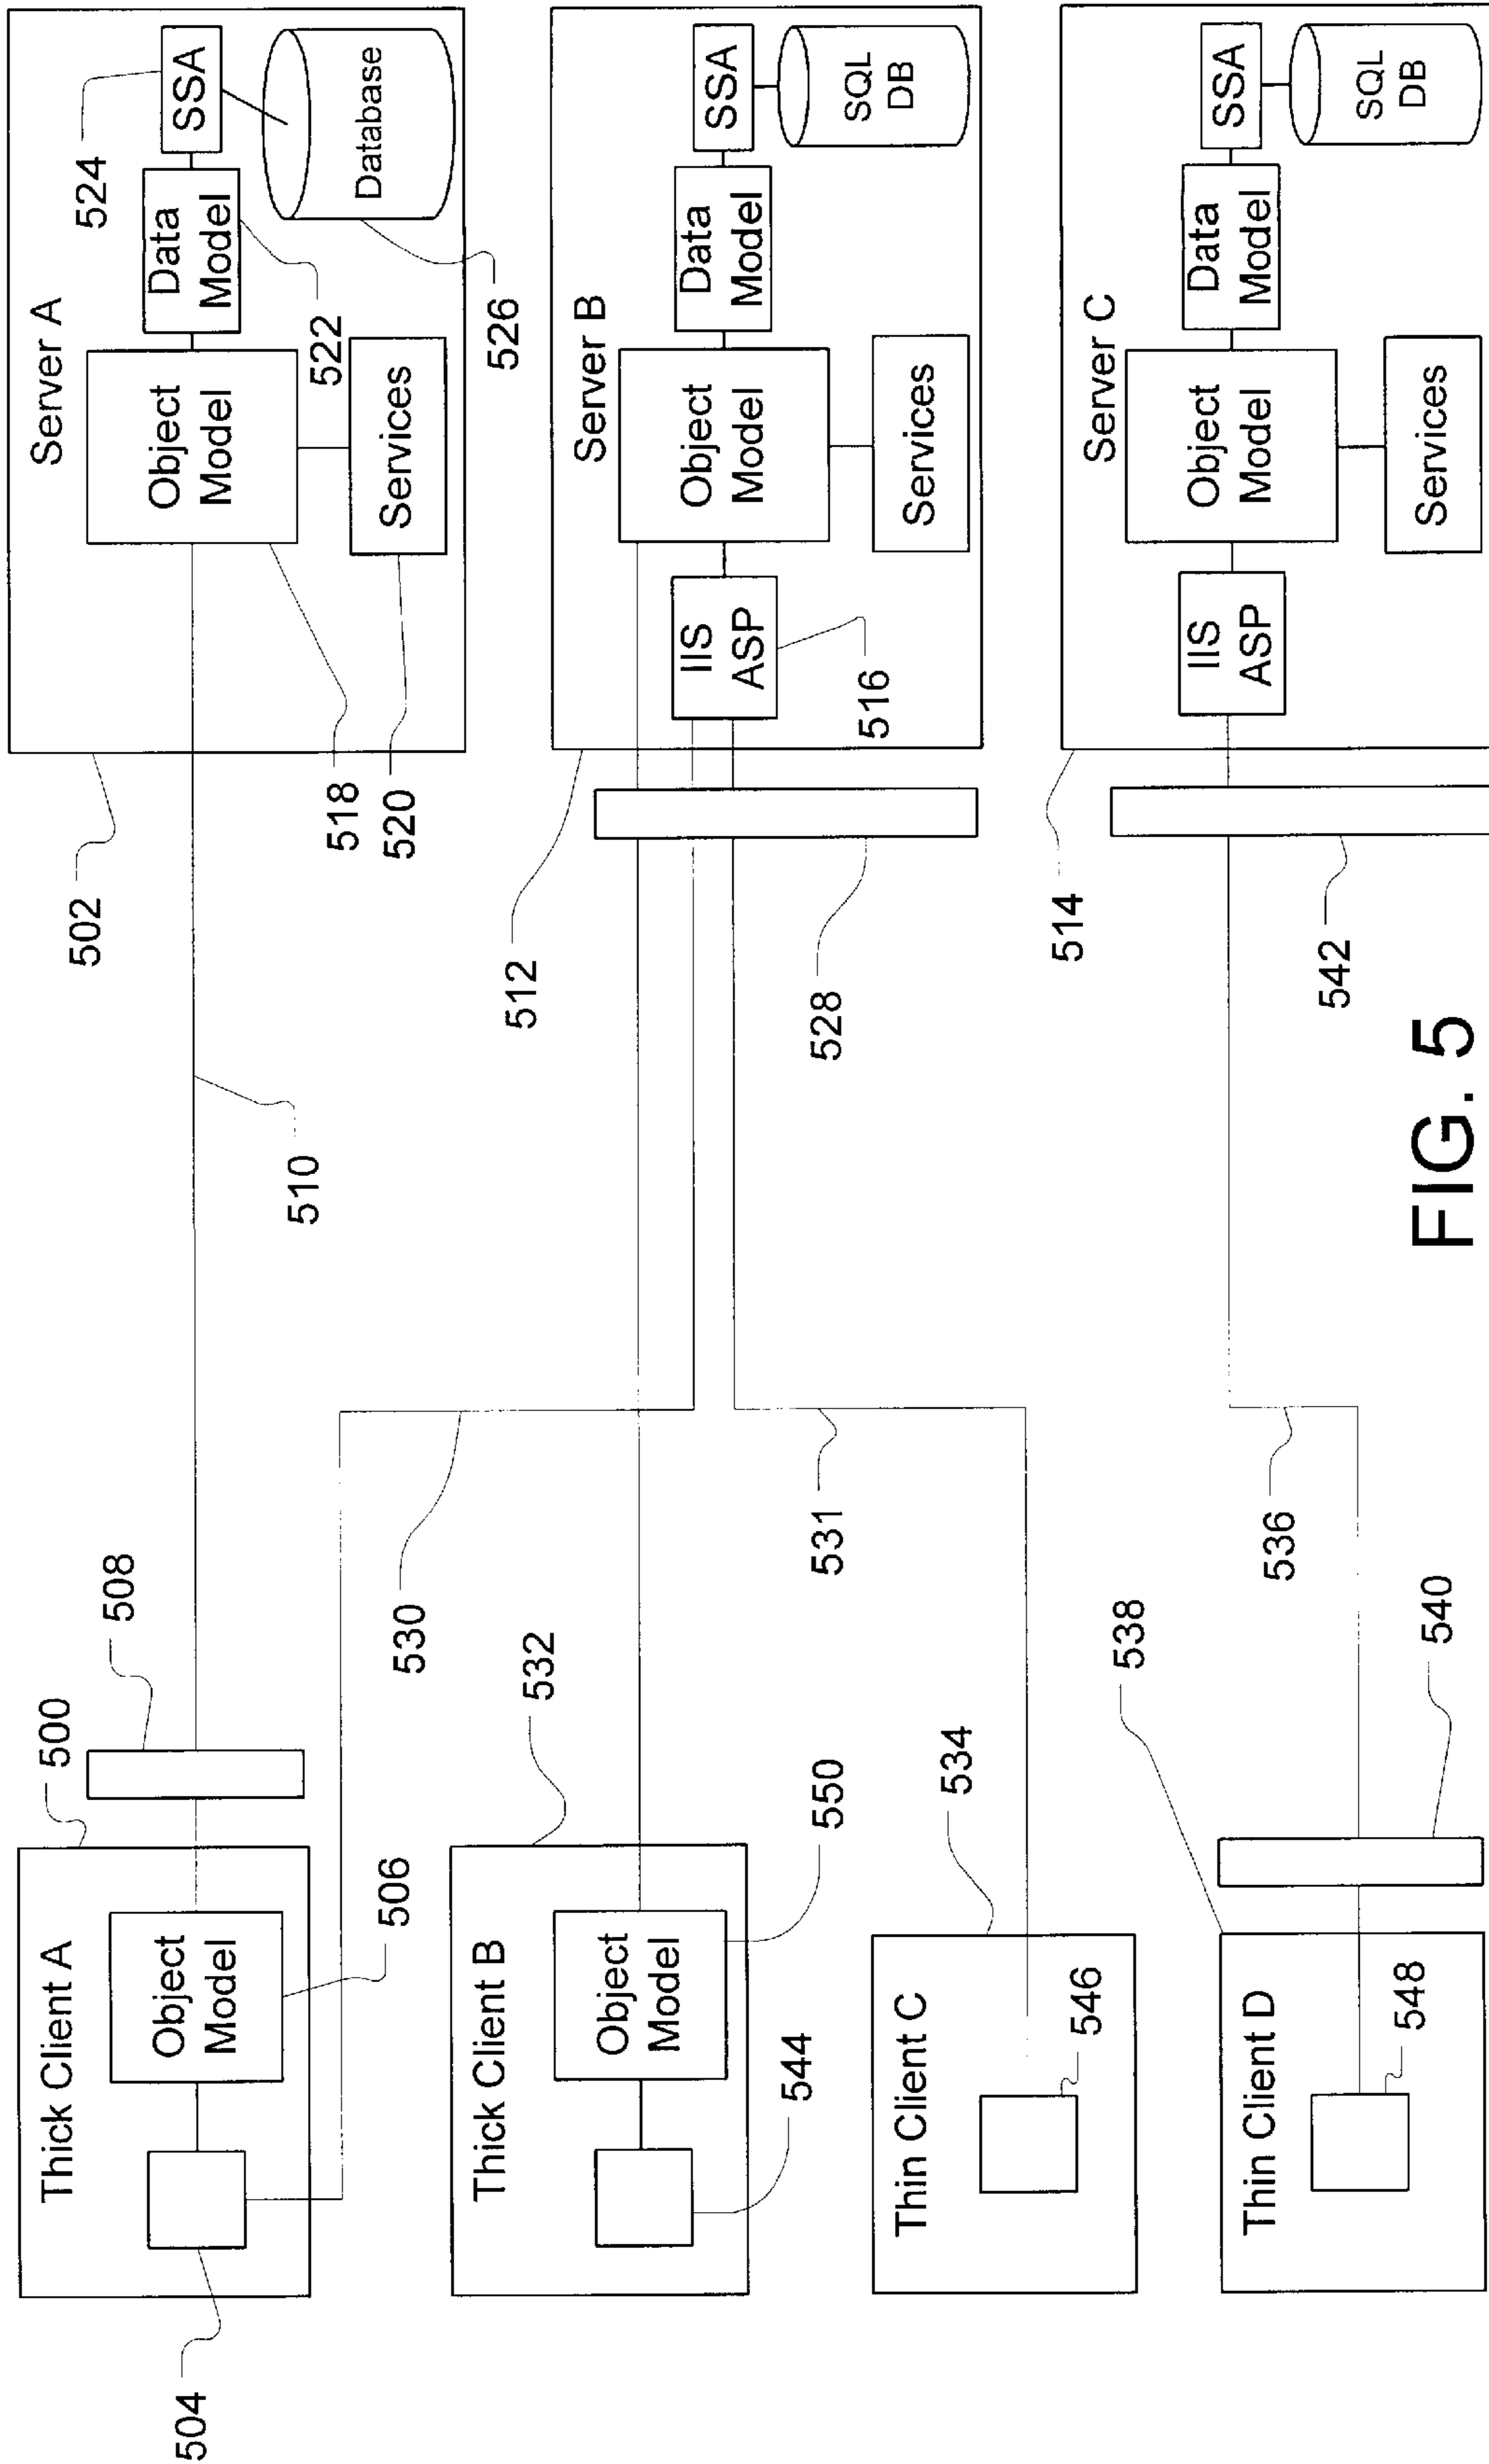 Thick Client A
500
504
Object
Model
506
508
510
530
Server A
502
Object
Model
518
Services
520
Data
Model
522
SSA
524
Database
526
Thick Client B
532
544
Object
Model
550
Server B
512
528
IIS
ASP
516
Object
Model
Services
Data
Model
SSA
SQL
DB
Thin Client C
534
546
531
Thin Client D
538
548
540
536
Server C
514
542
IIS
ASP
Object
Model
Services
Data
Model
SSA
SQL
DB
FIG. 5